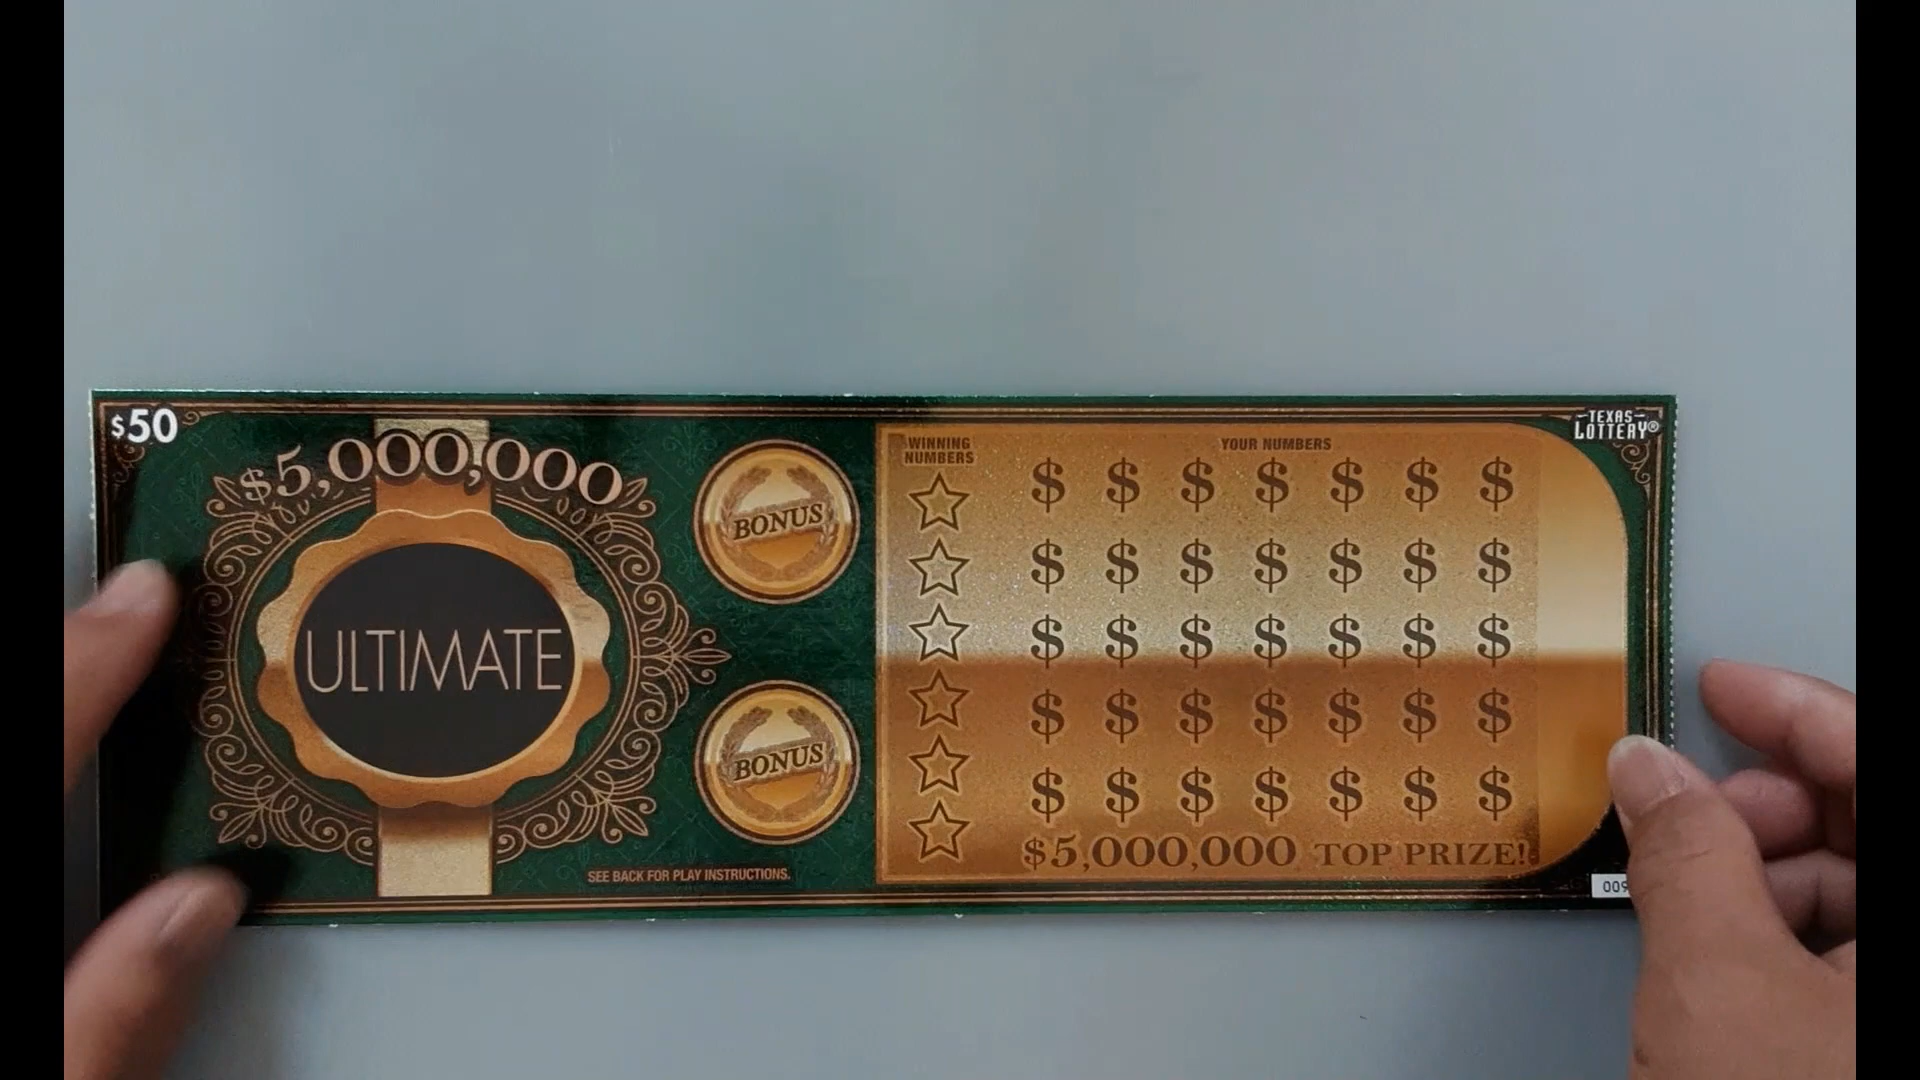 $50
$5,000,000
ULTIMATE
BONUS
BONUS
SEE BACK FOR PLAY INSTRUCTIONS.
WINNING
NUMBERS
YOUR NUMBERS
$ $ $ $ $ $ $
$ $ $ $ $ $ $
$ $ $ $ $ $ $
$ $ $ $ $ $ $
$ $ $ $ $ $ $
$5,000,000 TOP PRIZE!
TEXAS
LOTTERY®
009